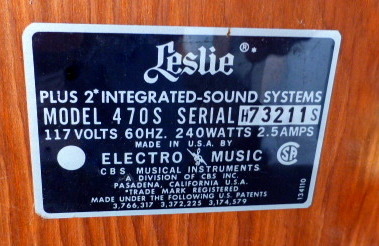 Leslie ®*
PLUS 2* INTEGRATED-SOUND SYSTEMS
MODEL 470S SERIAL H73211S
117 VOLTS 60HZ. 240WATTS 2.5AMPS
MADE IN U.S.A. BY
ELECTRO MUSIC
CBS MUSICAL INSTRUMENTS
A DIVISION OF CBS INC.
PASADENA, CALIFORNIA U.S.A.
*TRADE MARK REGISTERED
MADE UNDER THE FOLLOWING U.S. PATENTS
3,766,317 3,372,225 3,174,579
SA
134110